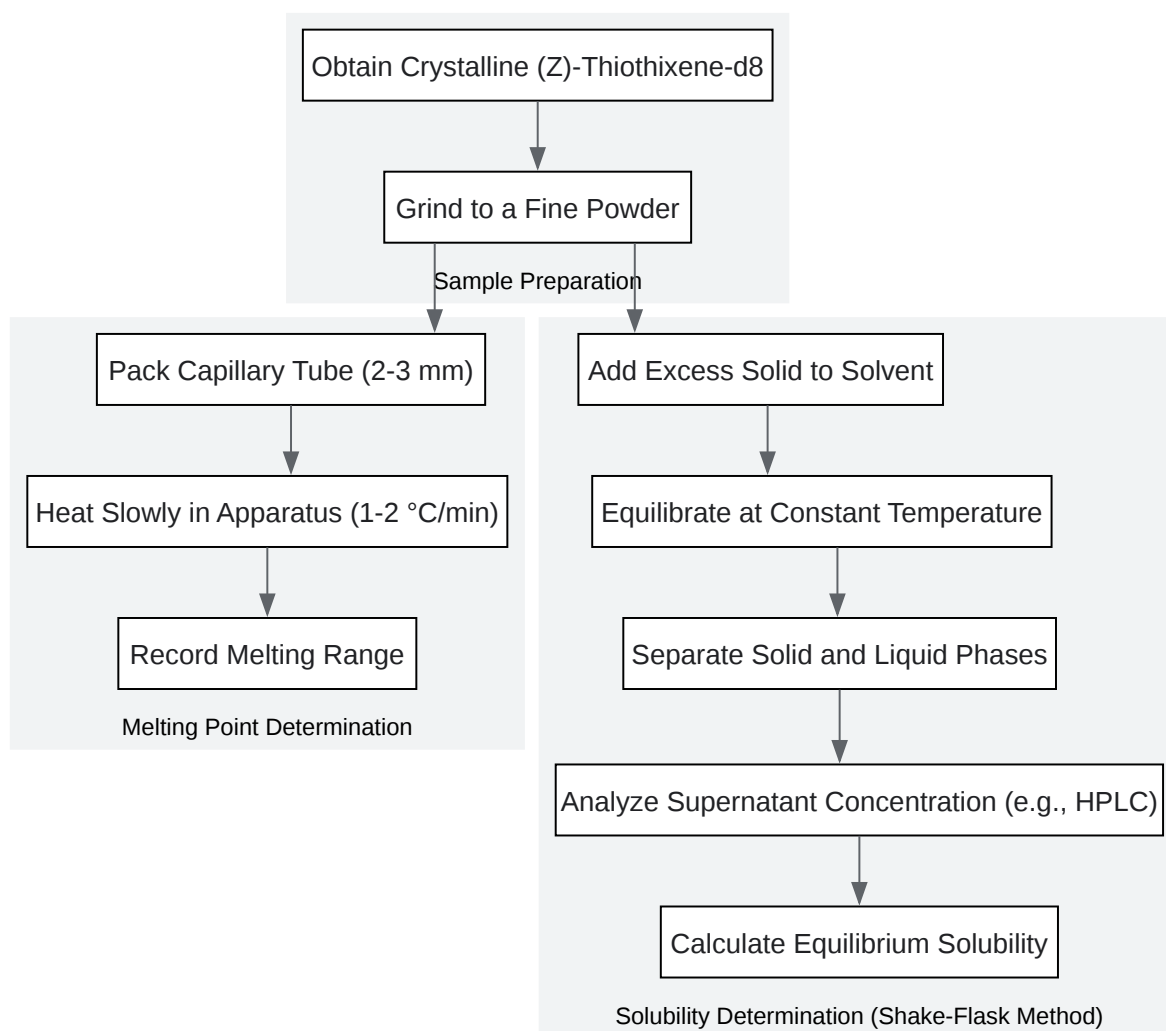 Obtain Crystalline (Z)-Thiothixene-d8
Grind to a Fine Powder
Sample Preparation
Pack Capillary Tube (2-3 mm)
Heat Slowly in Apparatus (1-2 °C/min)
Record Melting Range
Melting Point Determination
Add Excess Solid to Solvent
Equilibrate at Constant Temperature
Separate Solid and Liquid Phases
Analyze Supernatant Concentration (e.g., HPLC)
Calculate Equilibrium Solubility
Solubility Determination (Shake-Flask Method)